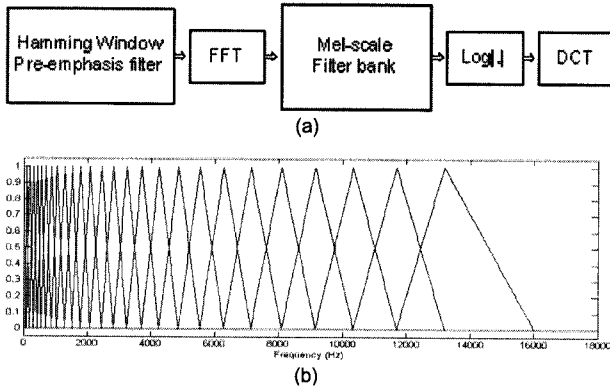 Hamming Window
Pre-emphasis filter
FFT
Mel-scale
Filter bank
Log|.|
DCT
(a)
1
0.9
0.8
0.7
0.6
0.5
0.4
0.3
0.2
0.1
0
0 2000 4000 6000 8000 10000 12000 14000 16000 18000
Frequency (Hz)
(b)